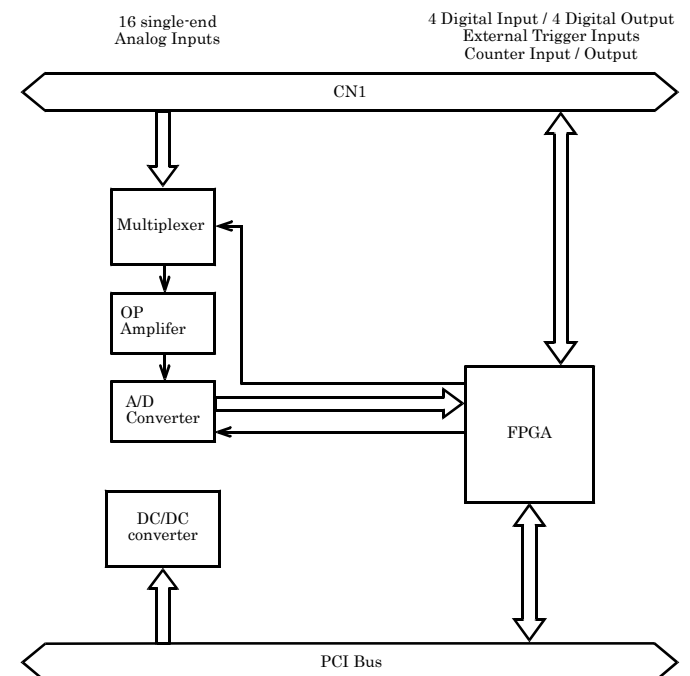 16 single-end
Analog Inputs
4 Digital Input / 4 Digital Output
External Trigger Inputs
Counter Input / Output
CN1
Multiplexer
OP
Amplifer
A/D
Converter
FPGA
DC/DC
converter
PCI Bus